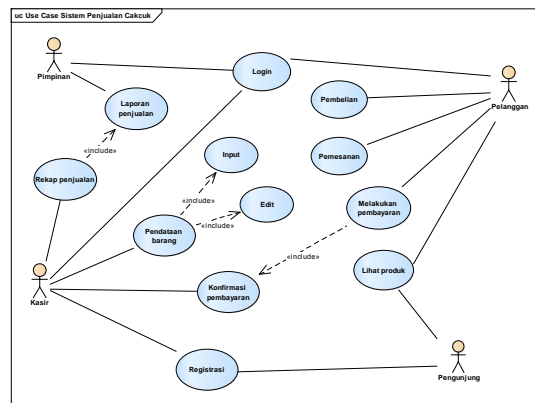 uc Use Case Sistem Penjualan Cakcuk
Pimpinan
Login
Pelanggan
Laporan
penjualan
Pembelian
«include»
Input
Pemesanan
Rekap penjualan
«include»
Edit
Melakukan
pembayaran
«include»
Pendataan
barang
«include»
Lihat produk
Kasir
Konfirmasi
pembayaran
Registrasi
Pengunjung